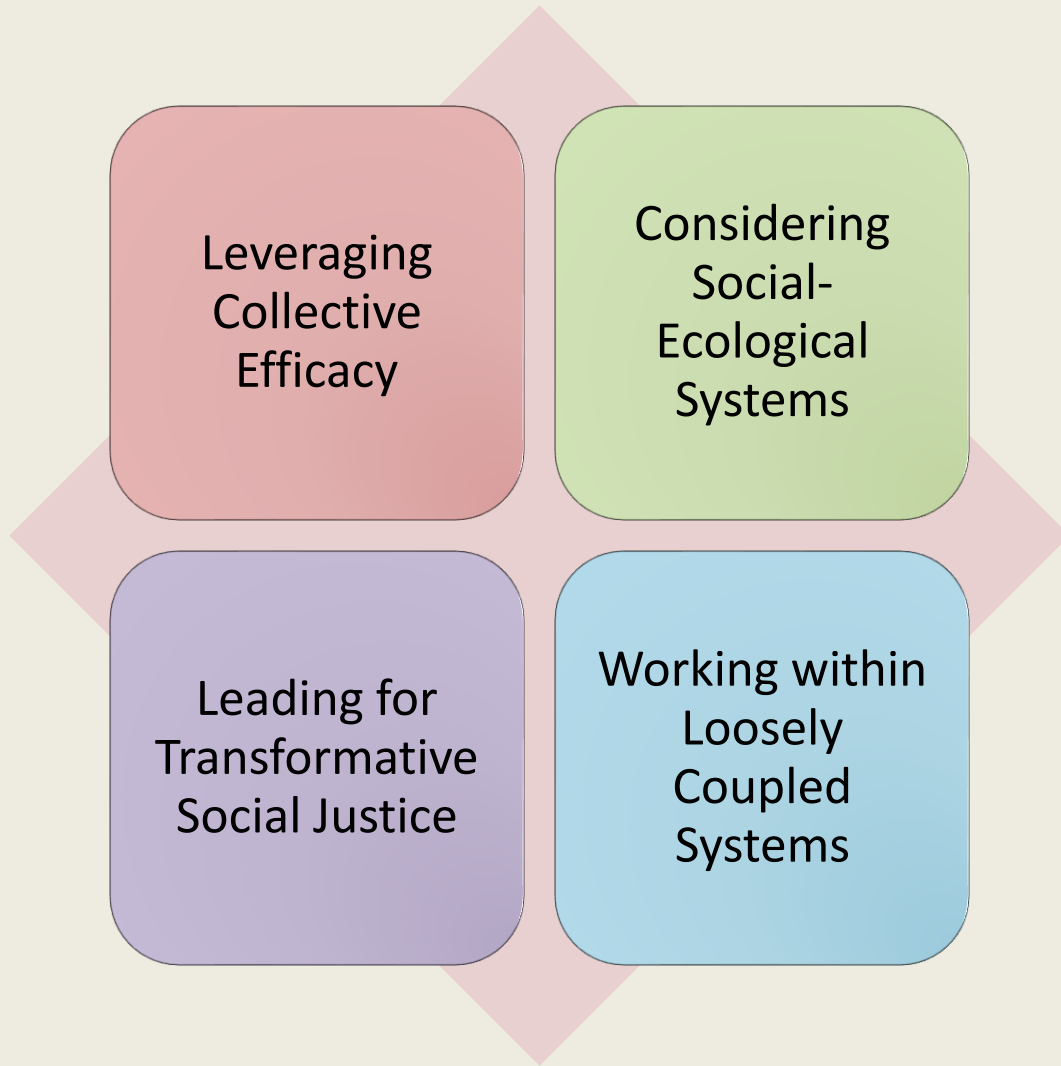 Leveraging
Collective
Efficacy
Considering
Social-
Ecological
Systems
Leading for
Transformative
Social Justice
Working within
Loosely
Coupled
Systems